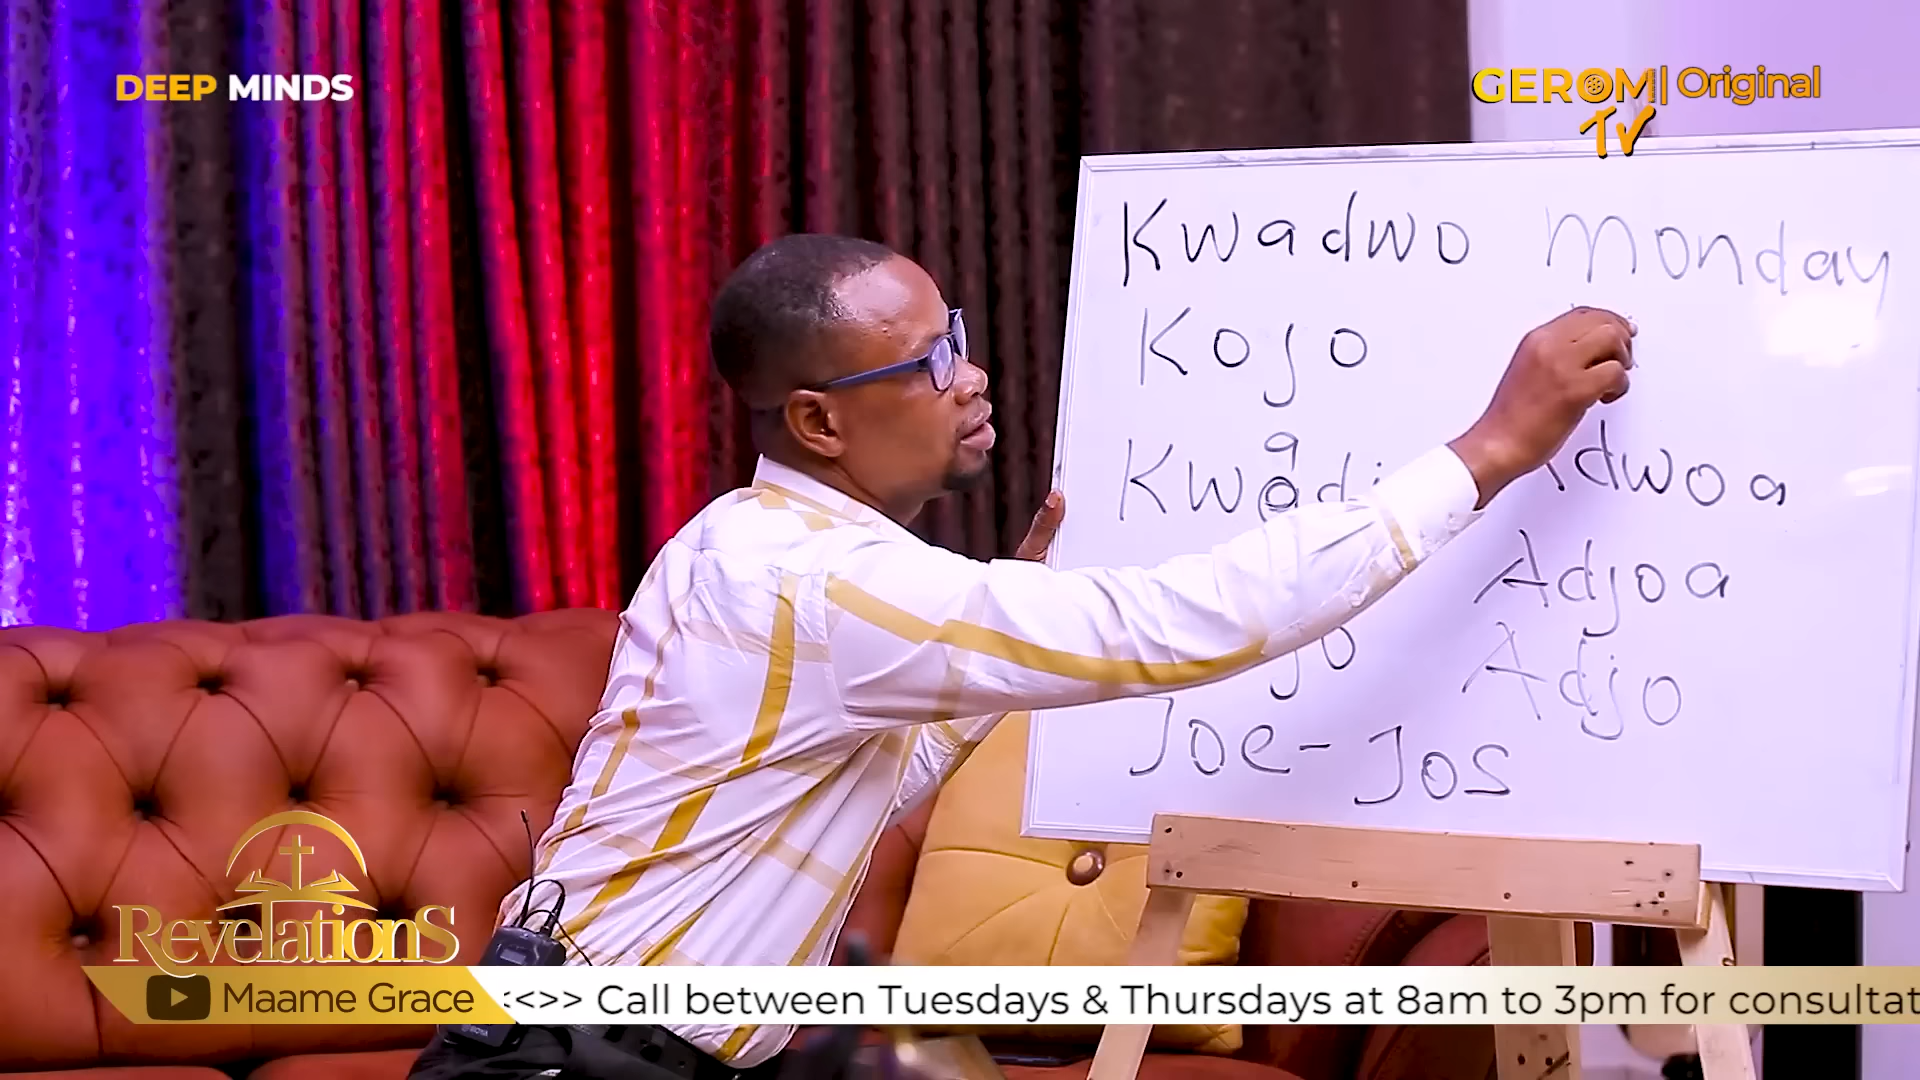 DEEP MINDS
GEROM| Original
TV
Kwadwo Monday
Kojo
Adwoa
Adjoa
Adjo
Joe-Jos
RevelationS
Maame Grace
<<>> Call between Tuesdays & Thursdays at 8am to 3pm for